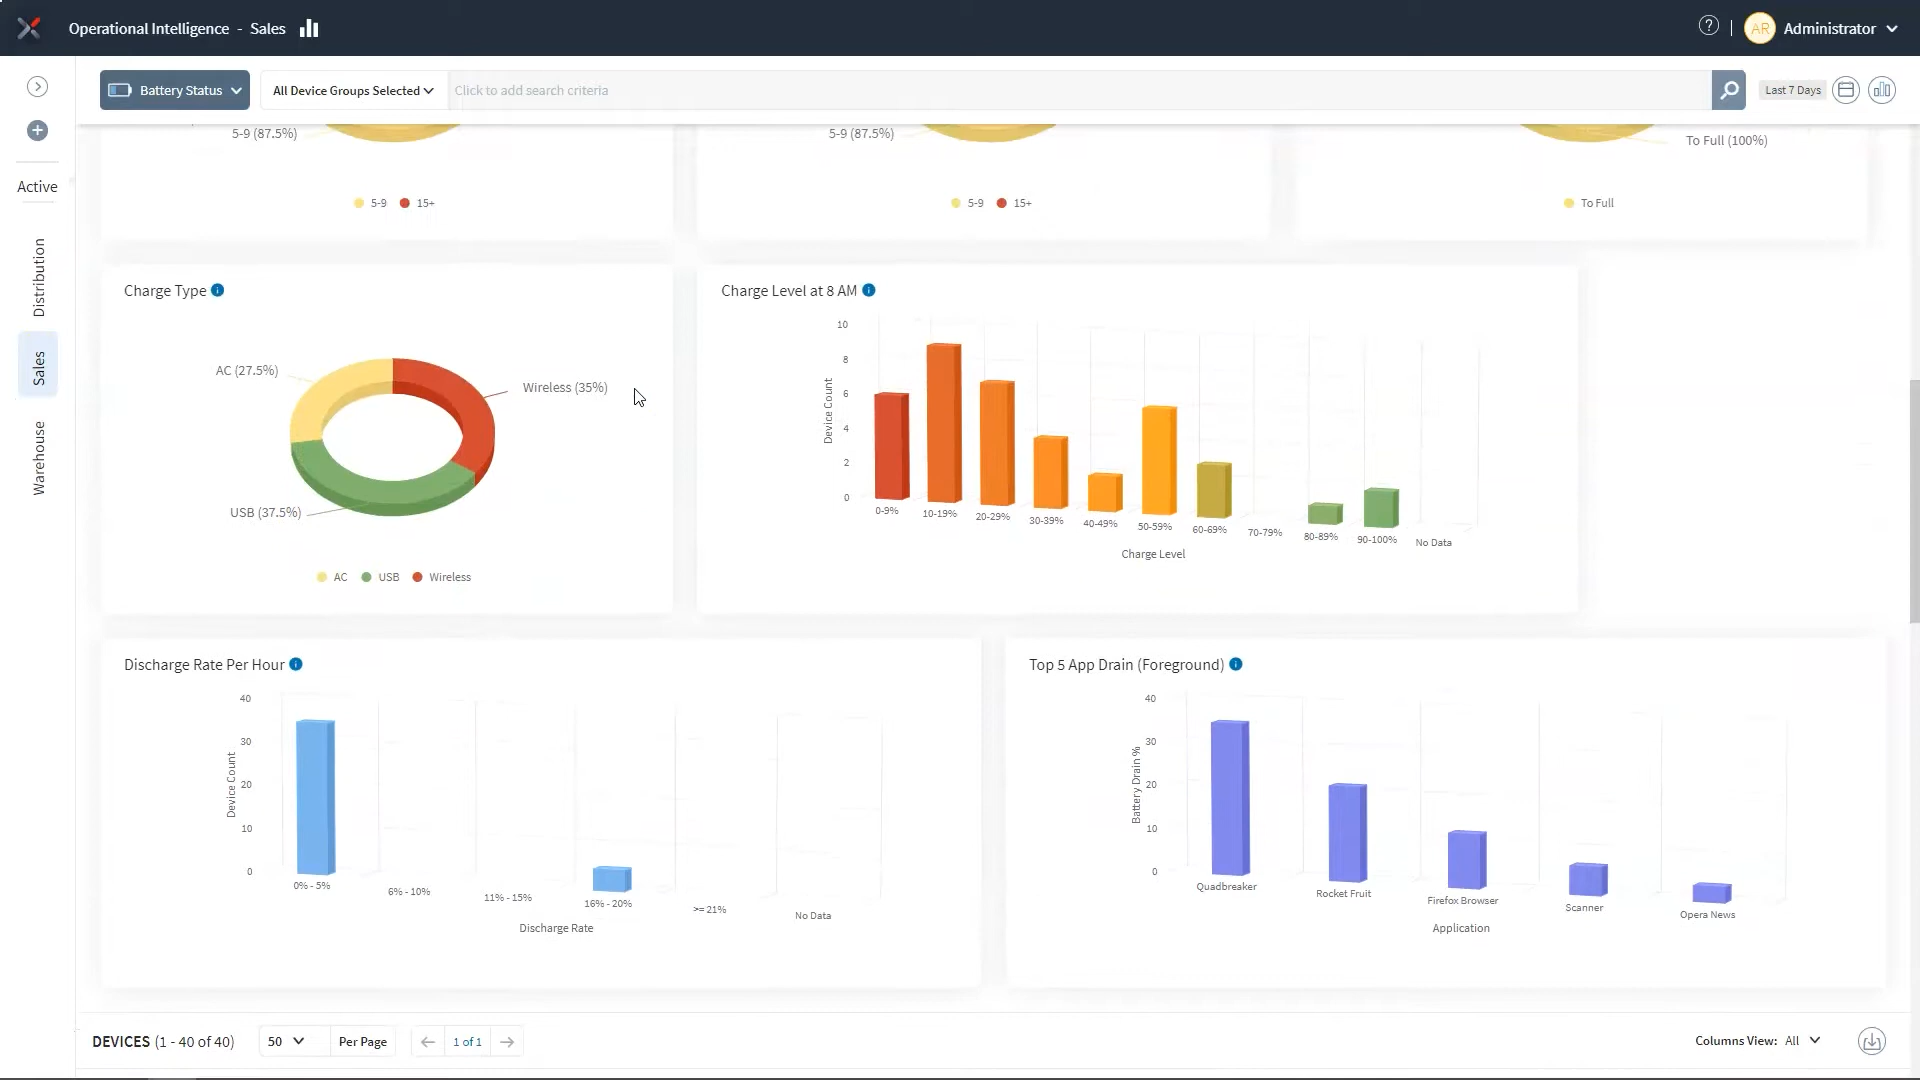 Operational Intelligence - Sales
AR Administrator
Battery Status
All Device Groups Selected
Click to add search criteria
Last 7 Days
Active
Distribution
Sales
Warehouse
5-9 (87.5%)
5-9 15+
5-9 (87.5%)
5-9 15+
To Full (100%)
To Full
Charge Type
AC (27.5%)
Wireless (35%)
USB (37.5%)
AC USB Wireless
Charge Level at 8 AM
Device Count
10
8
6
4
2
0
0-9% 10-19% 20-29% 30-39% 40-49% 50-59% 60-69% 70-79% 80-89% 90-100% No Data
Charge Level
Discharge Rate Per Hour
Device Count
40
30
20
10
0
0% - 5% 6% - 10% 11% - 15% 16% - 20% >= 21% No Data
Discharge Rate
Top 5 App Drain (Foreground)
Battery Drain %
40
30
20
10
0
Quadbreaker Rocket Fruit Firefox Browser Scanner Opera News
Application
DEVICES (1 - 40 of 40)
50 Per Page
1 of 1
Columns View: All